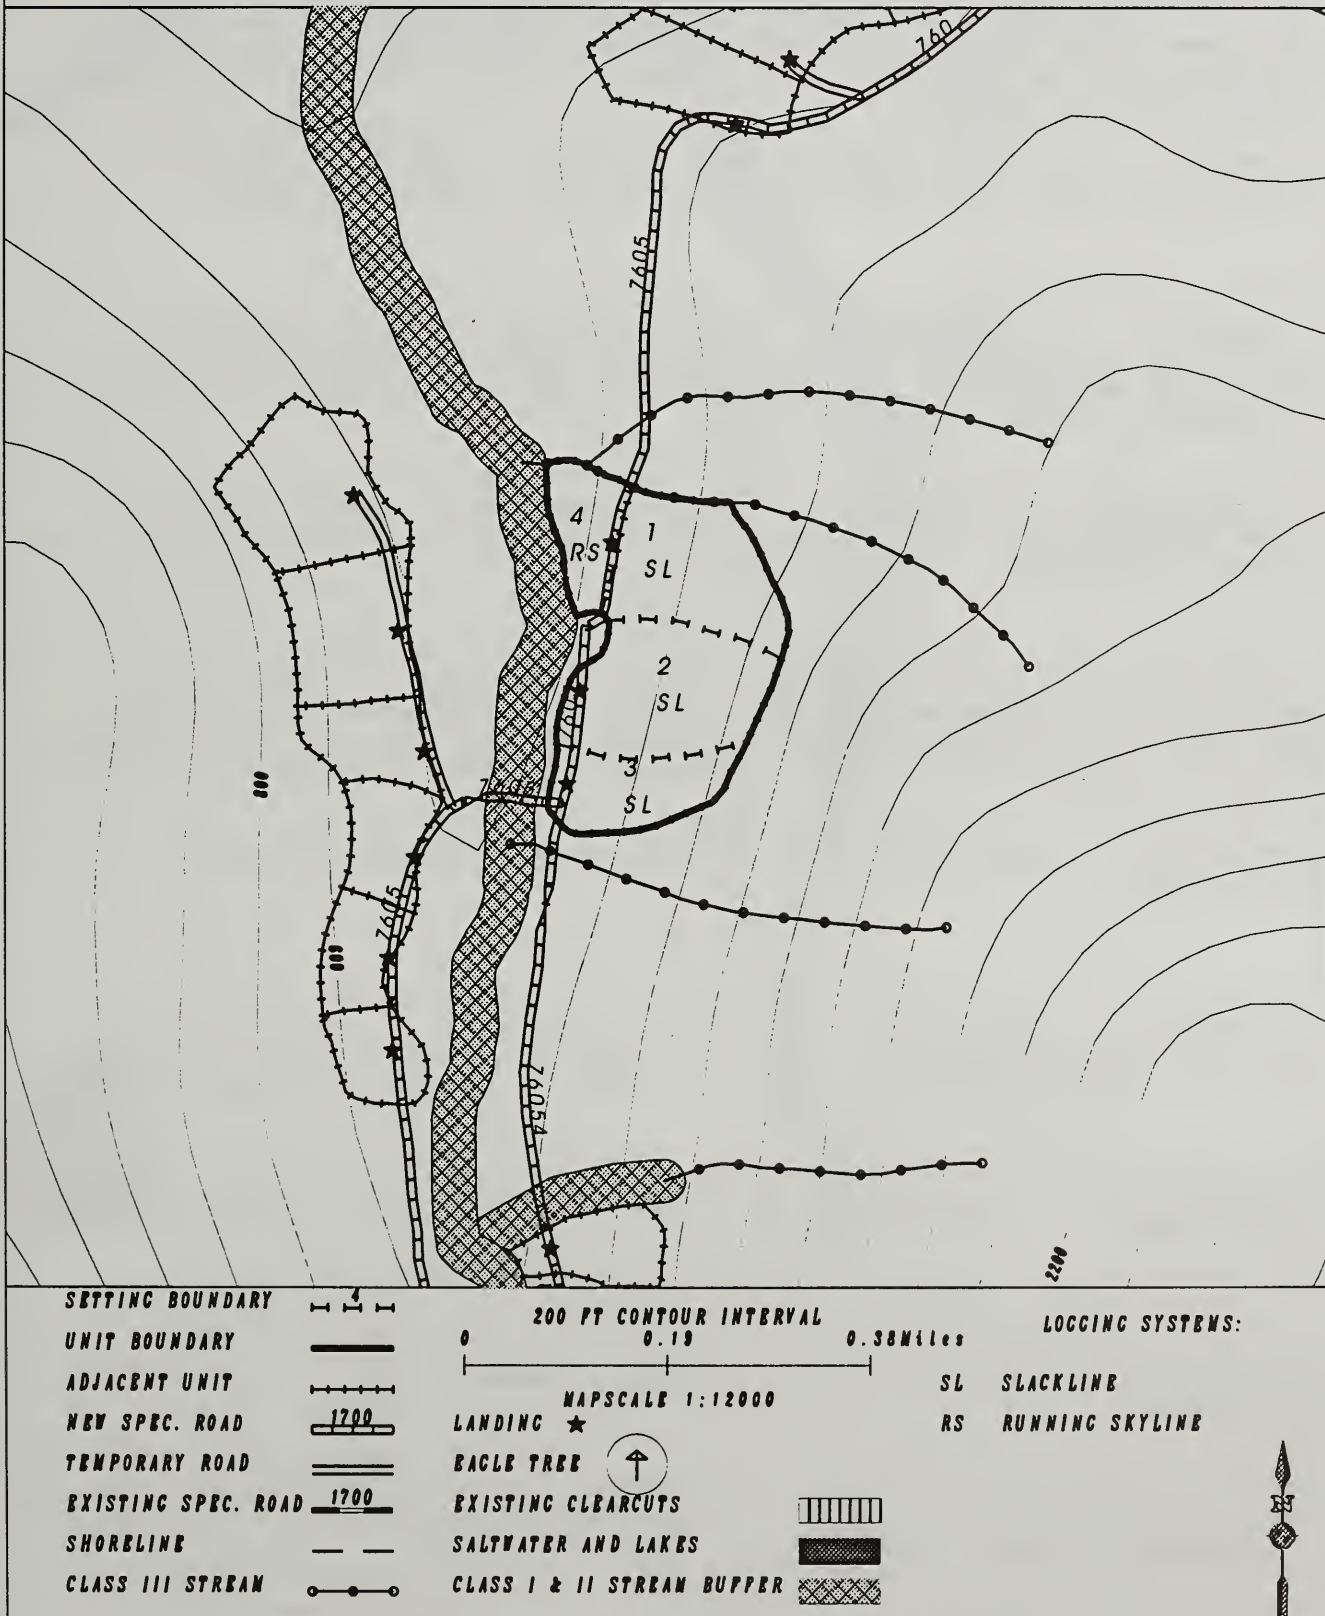 760
7605
4
RS
1
SL
2
SL
3
SL
7605
800
600
76054
2200
SETTING BOUNDARY 4
UNIT BOUNDARY
ADJACENT UNIT
NEW SPEC. ROAD 1700
TEMPORARY ROAD
EXISTING SPEC. ROAD 1700
SHORELINE
CLASS III STREAM
200 FT CONTOUR INTERVAL
0 0.19 0.38Miles
MAPSCALE 1:12000
LANDING
EAGLE TREE
EXISTING CLEARCUTS
SALTWATER AND LAKES
CLASS I & II STREAM BUFFER
LOGGING SYSTEMS:
SL SLACKLINE
RS RUNNING SKYLINE
N